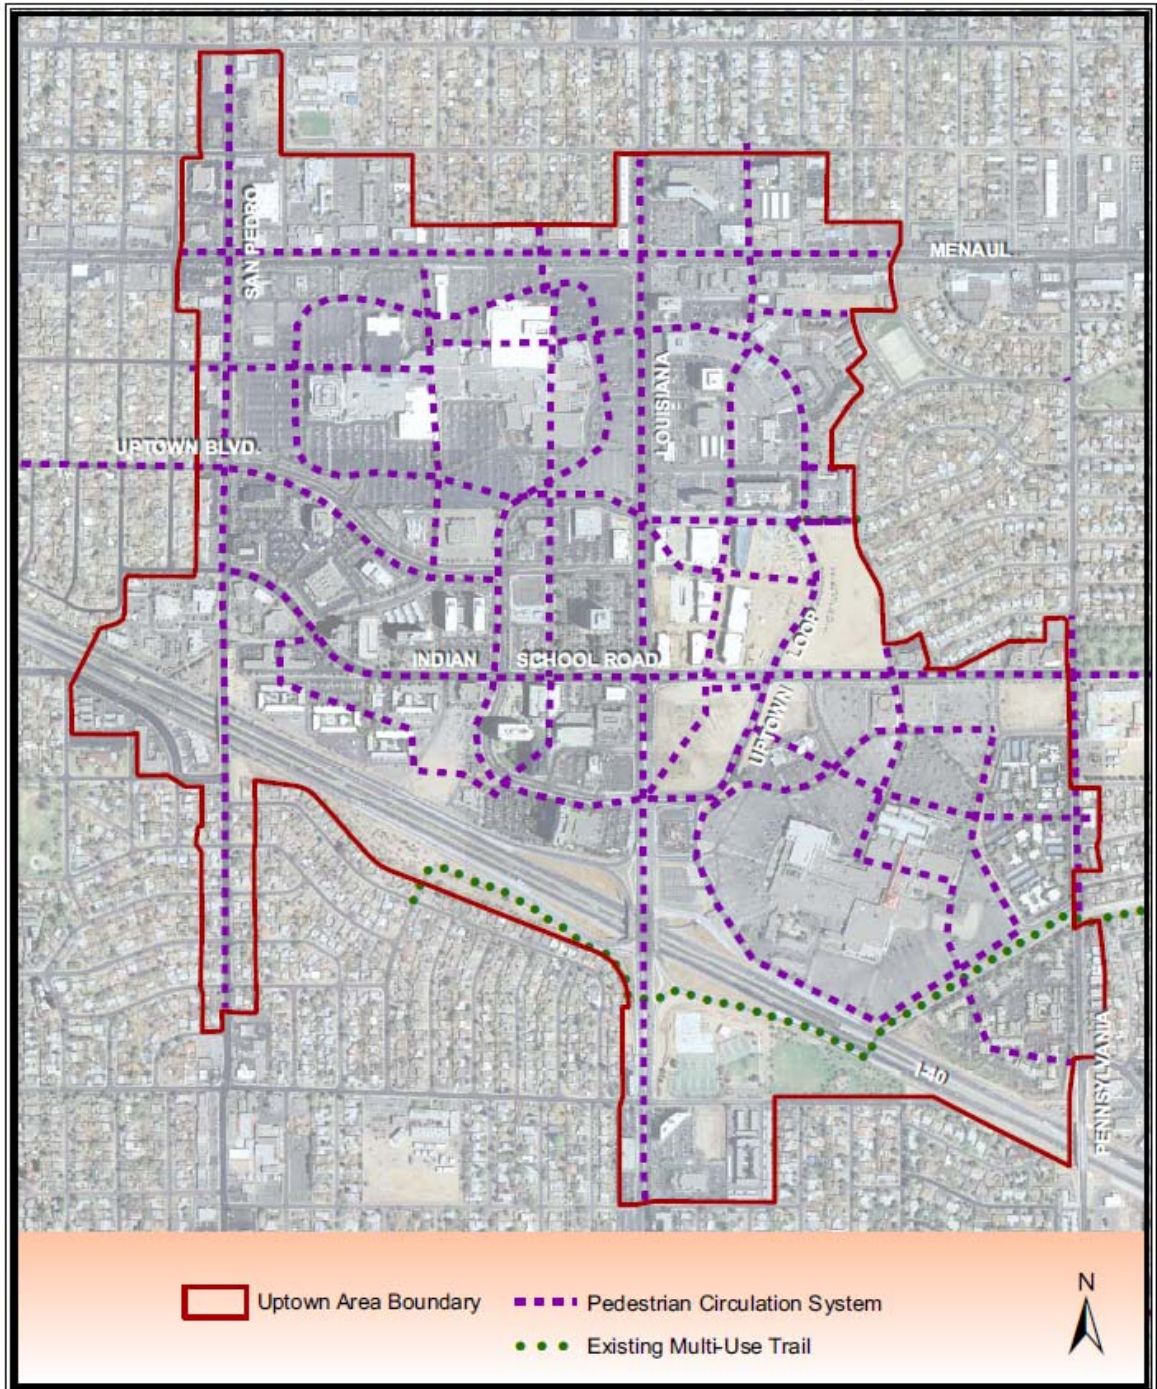 SAN PEDRO
MENAUL
LOUISIANA
UPTOWN BLVD.
INDIAN SCHOOL ROAD
UPTOWN LOOP
I-40
PENNSYLVANIA
N
Uptown Area Boundary
Pedestrian Circulation System
Existing Multi-Use Trail